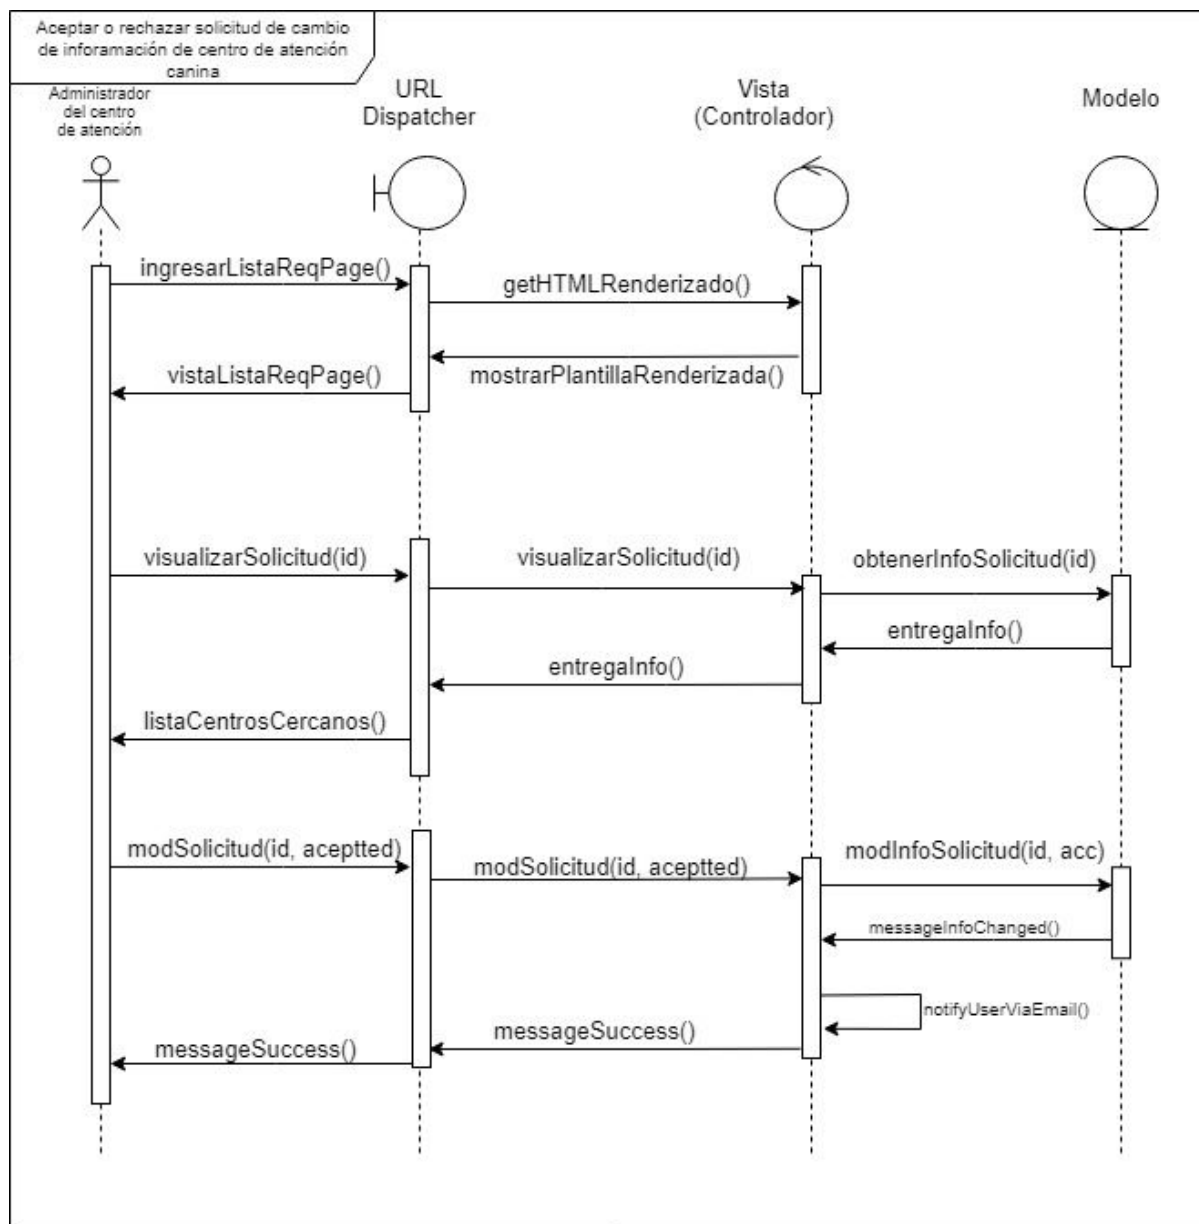 Aceptar o rechazar solicitud de cambio
de inforamación de centro de atención
canina
Administrador
del centro
de atención
URL
Dispatcher
Vista
(Controlador)
Modelo
ingresarListaReqPage()
getHTMLRenderizado()
mostrarPlantillaRenderizada()
vistaListaReqPage()
visualizarSolicitud(id)
visualizarSolicitud(id)
obtenerInfoSolicitud(id)
entregaInfo()
entregaInfo()
listaCentrosCercanos()
modSolicitud(id, aceptted)
modSolicitud(id, aceptted)
modInfoSolicitud(id, acc)
messageInfoChanged()
notifyUserViaEmail()
messageSuccess()
messageSuccess()